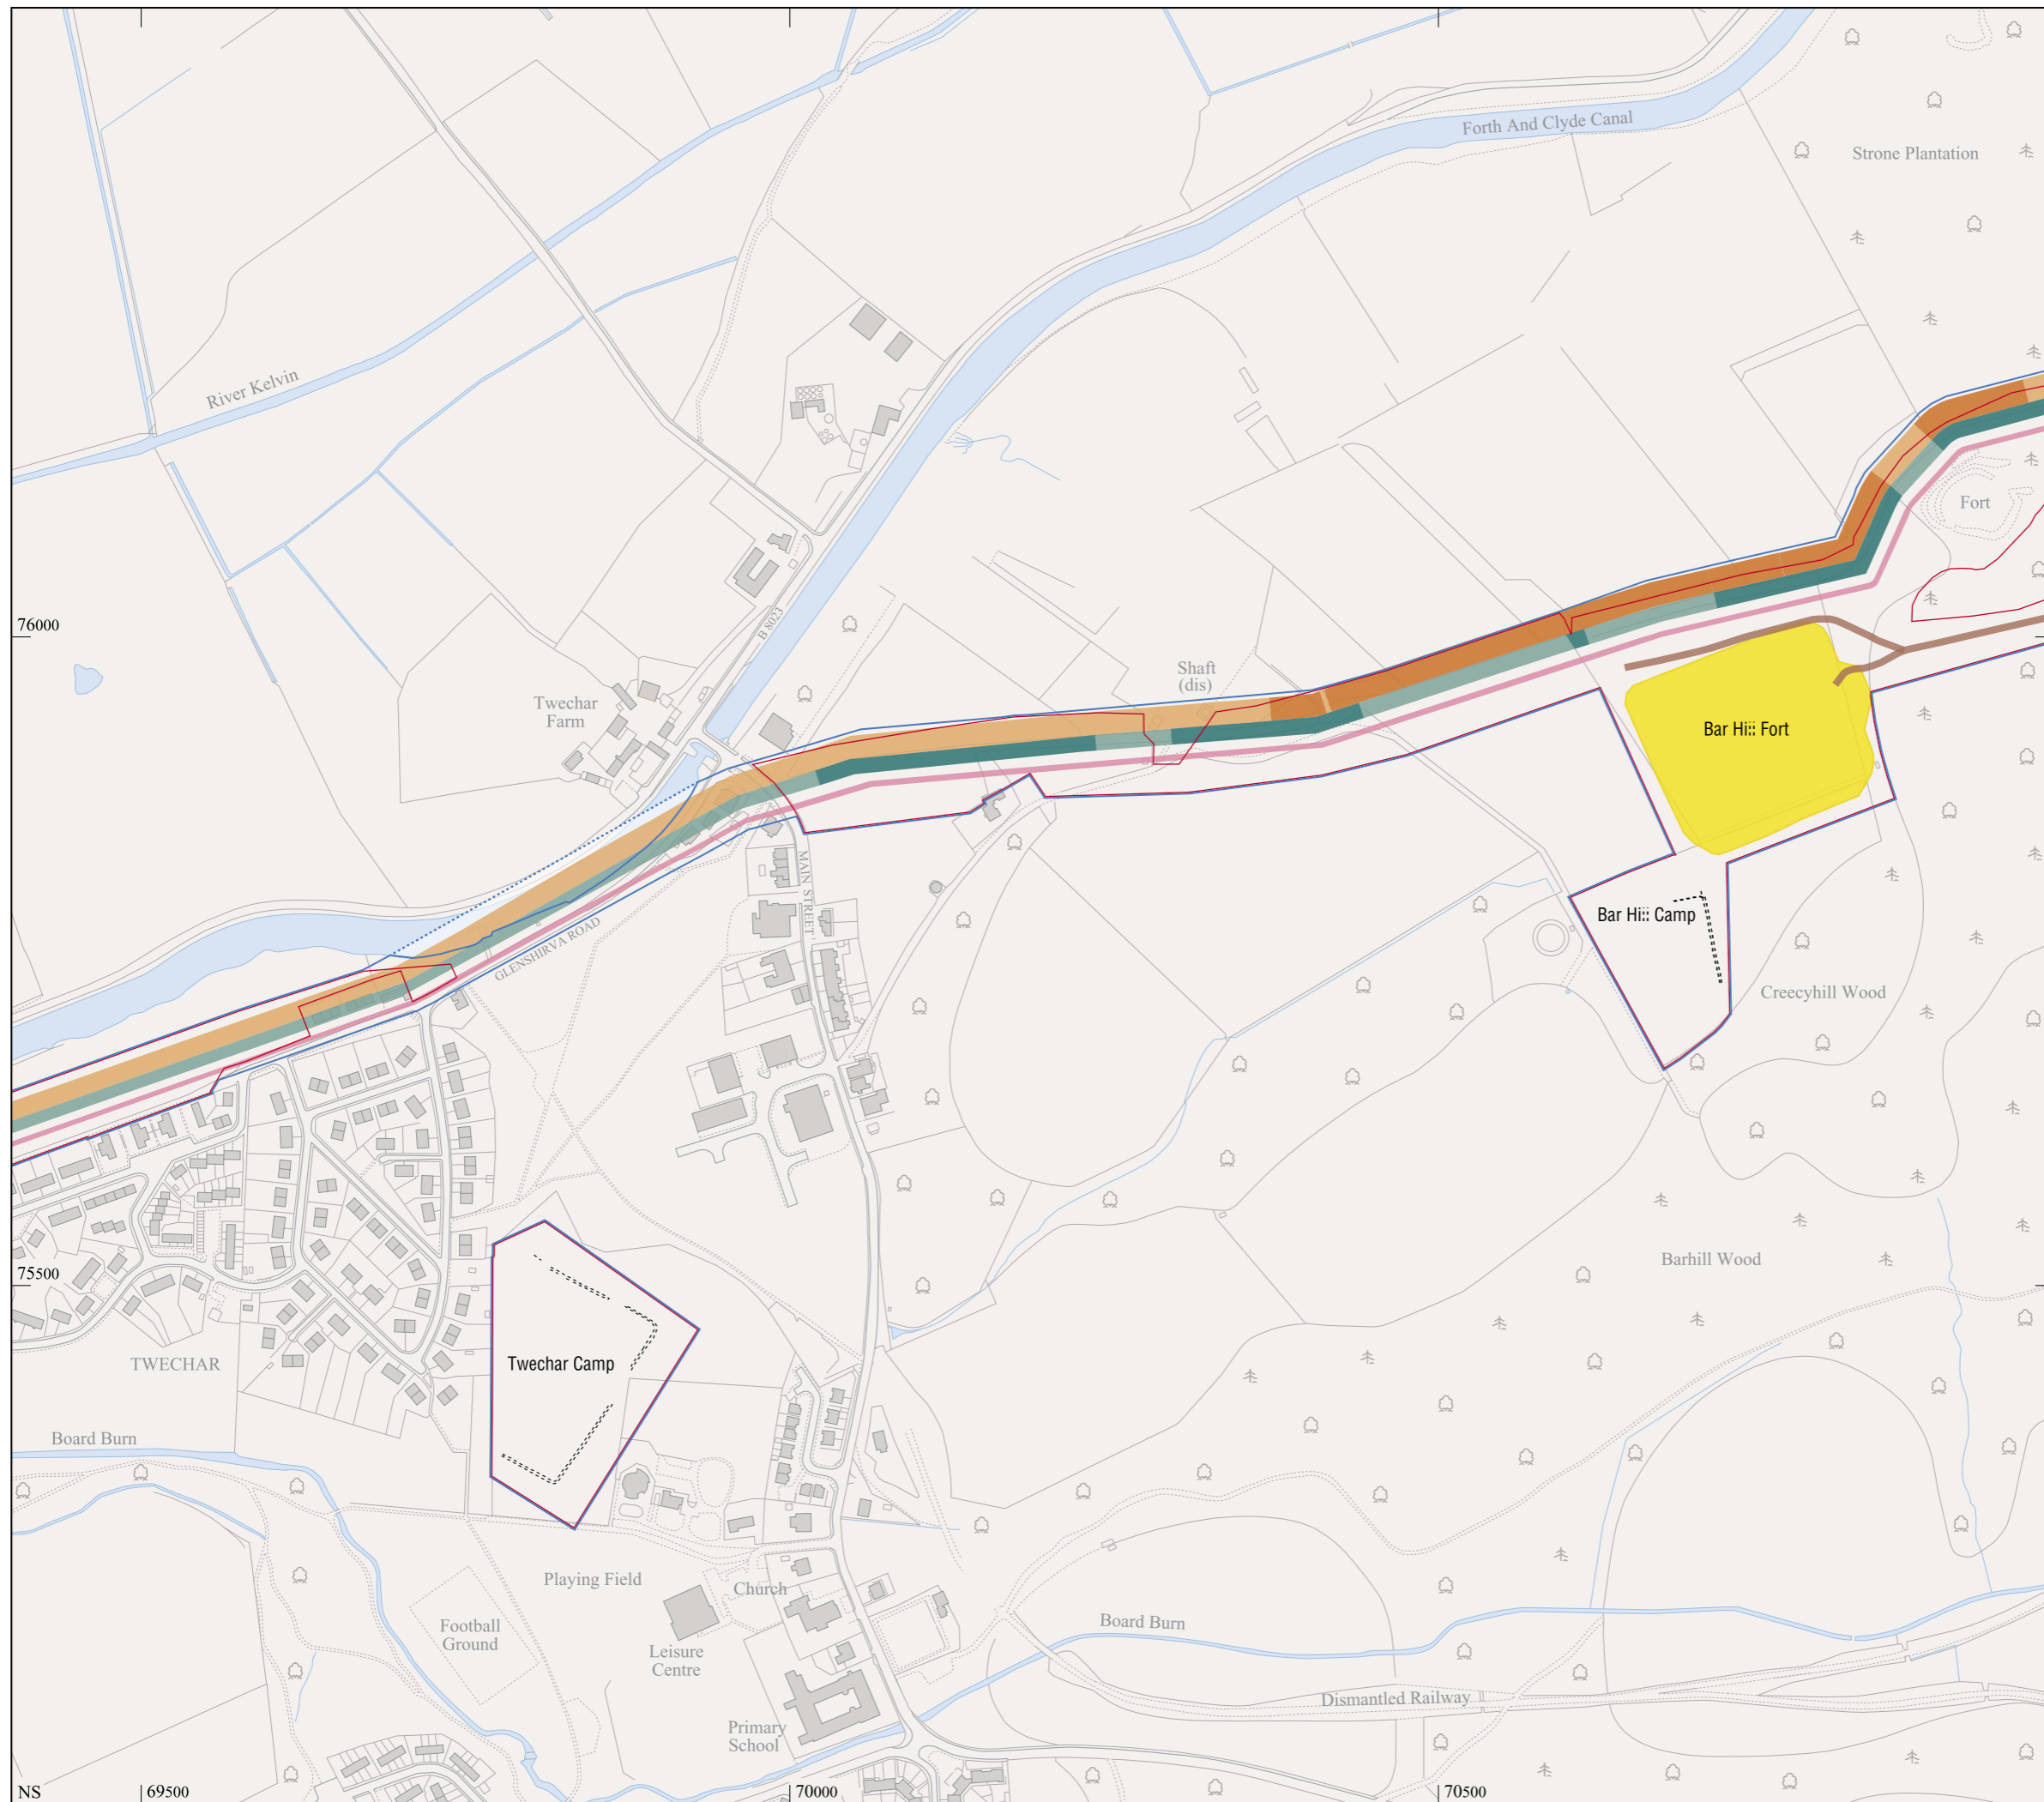 Forth And Clyde Canal
Strone Plantation
River Kelvin
Fort
B 8023
76000
Shaft
(dis)
Twechar
Farm
Bar Hill Fort
MAIN STREET
Bar Hill Camp
GLENSHIRVA ROAD
Creecyhill Wood
Barhill Wood
75500
TWECHAR
Twechar Camp
Board Burn
Playing Field
Church
Football
Ground
Board Burn
Leisure
Centre
Dismantled Railway
Primary
School
NS
69500
70000
70500